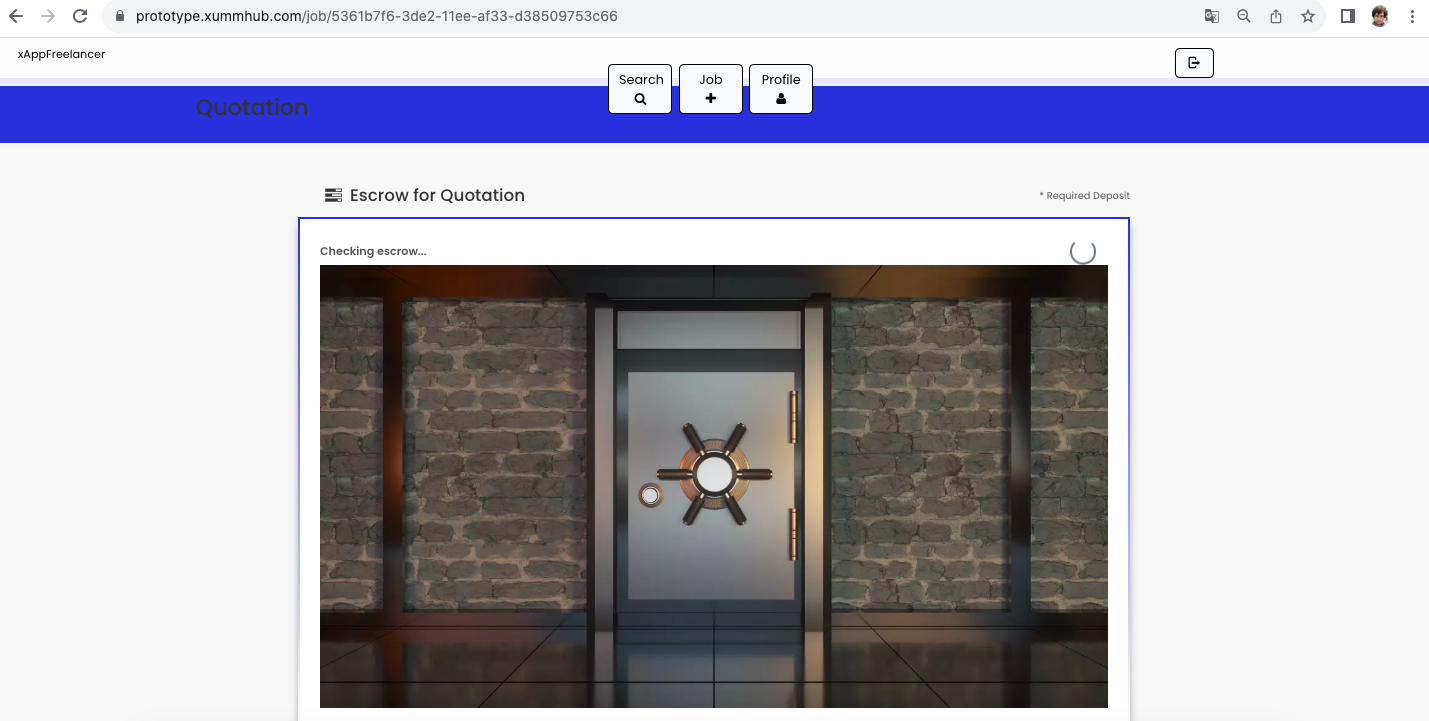 prototype.xummhub.com/job/5361b7f6-3de2-11ee-af33-d38509753c66
xAppFreelancer
Search
Job
Profile
Quotation
Escrow for Quotation
* Required Deposit
Checking escrow...